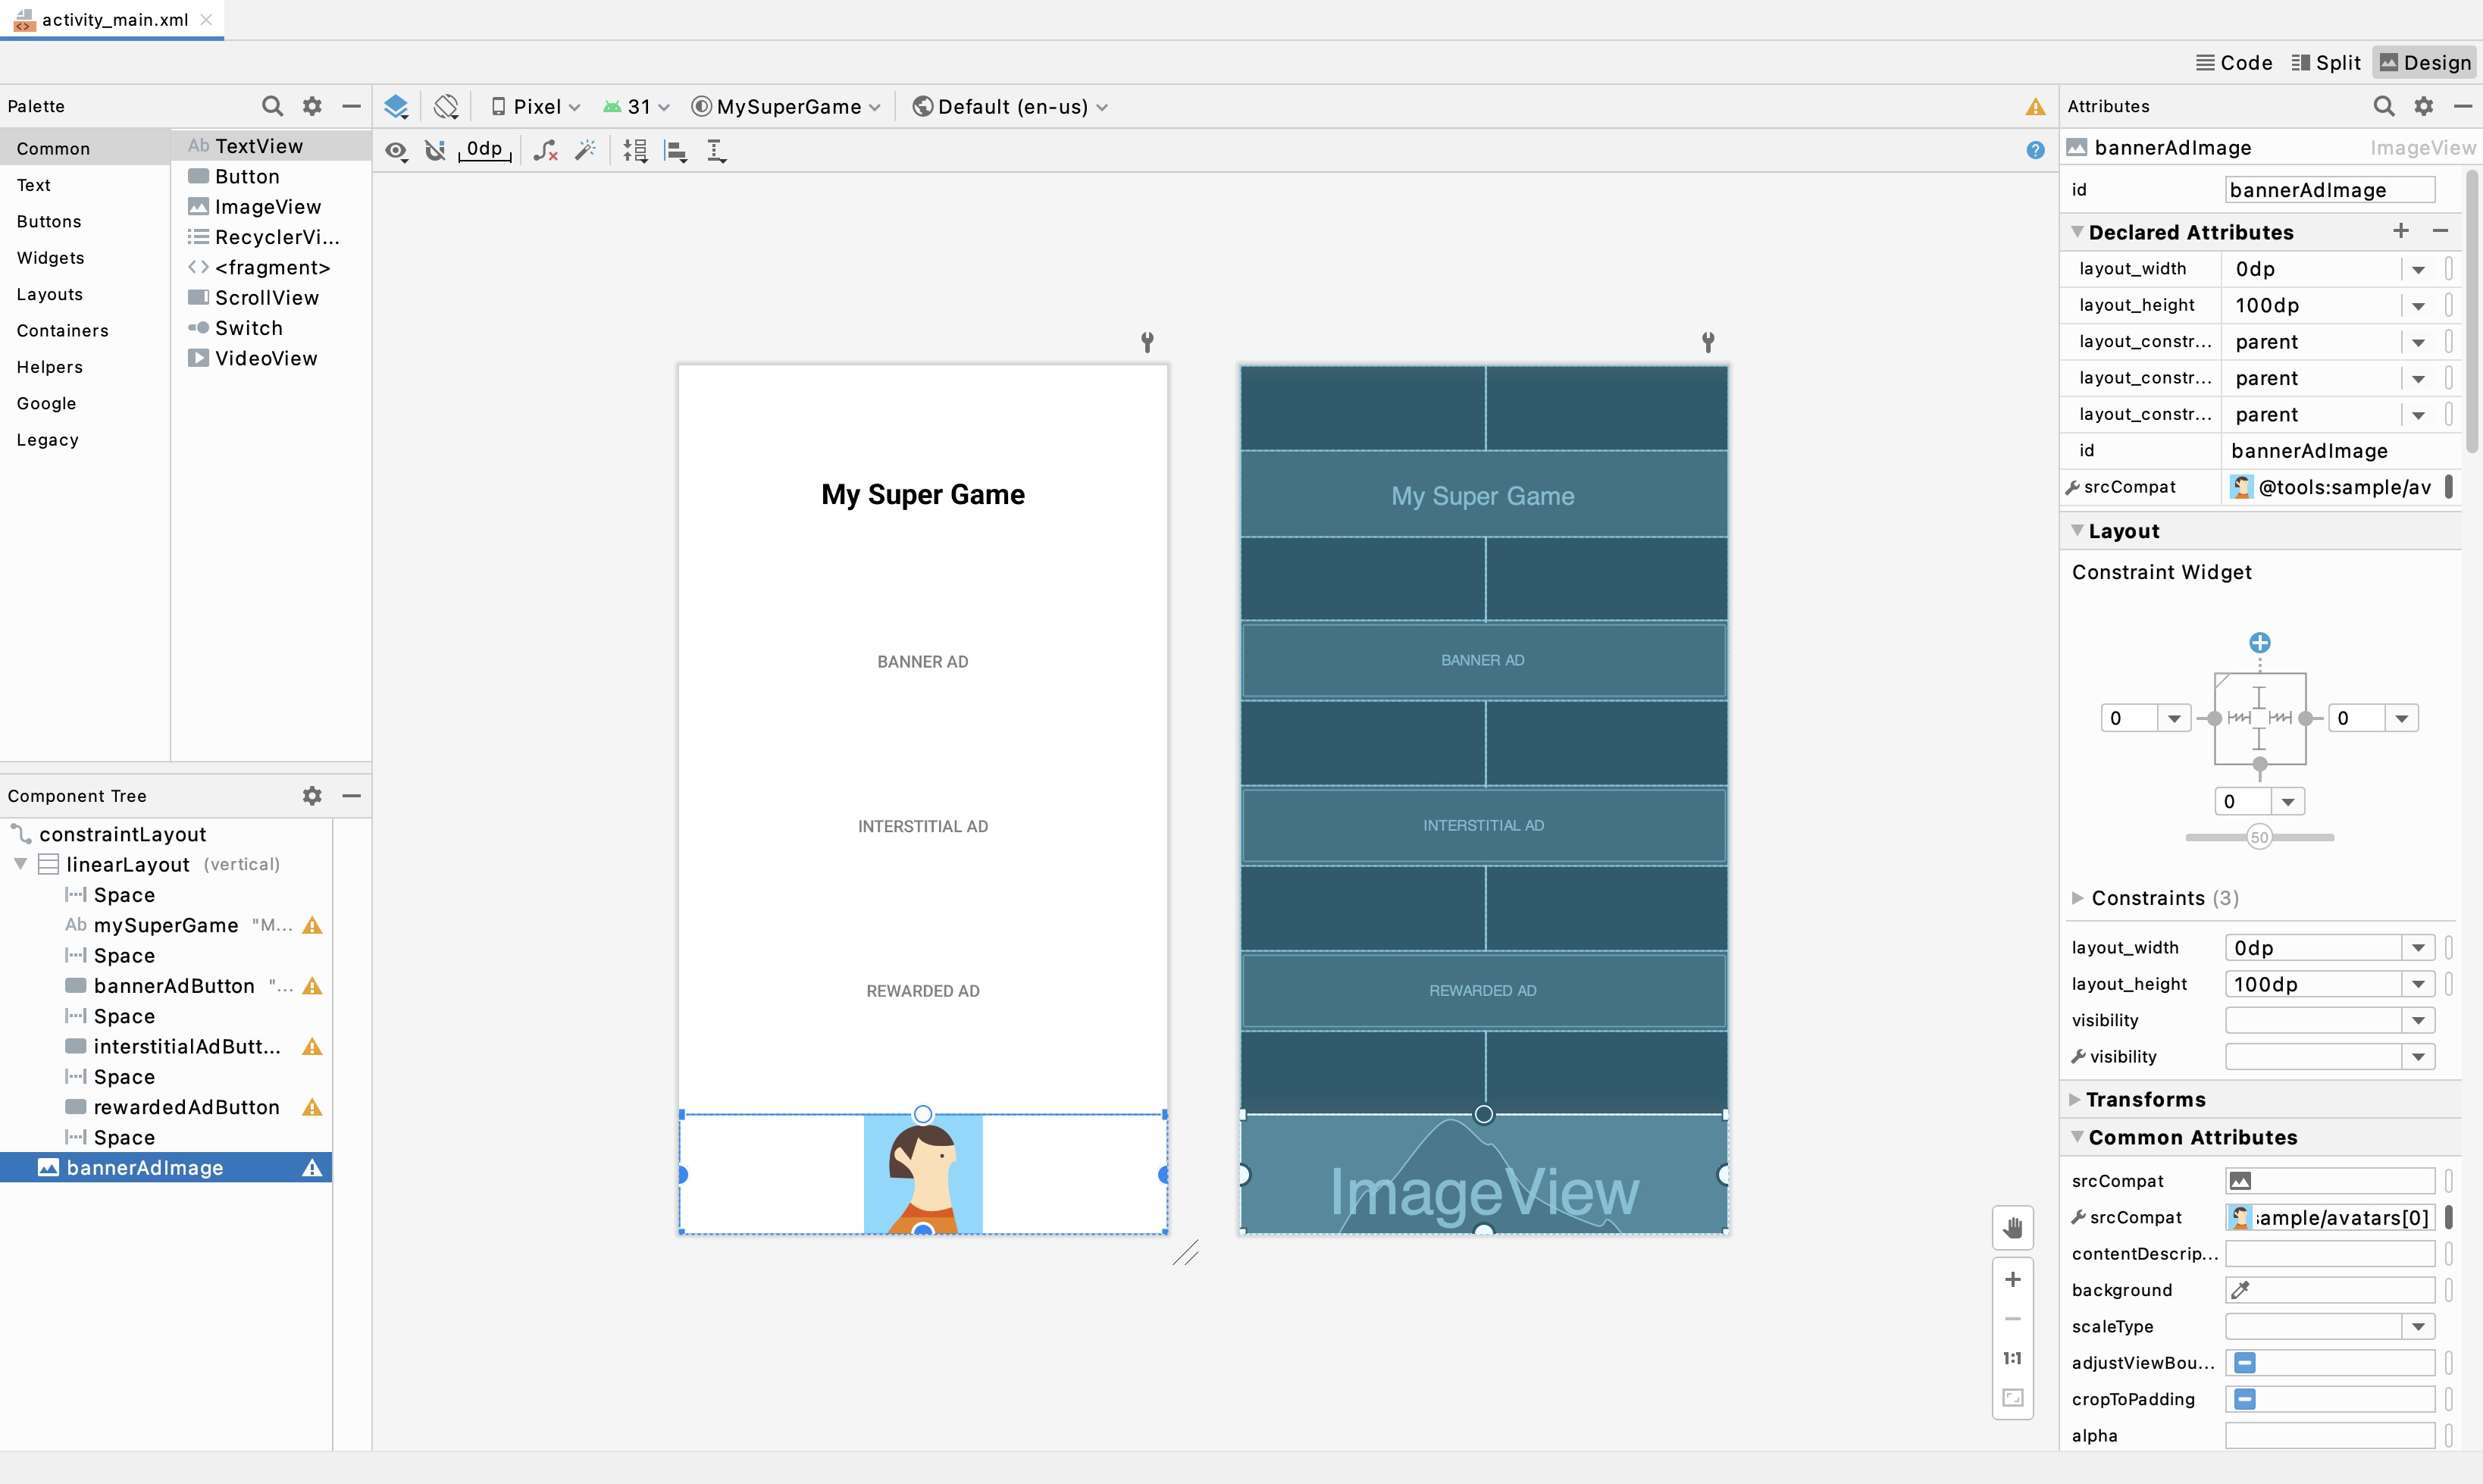 activity_main.xml
Code
Split
Design
Palette
Common
Text
Buttons
Widgets
Layouts
Containers
Helpers
Google
Legacy
Ab TextView
Button
ImageView
RecyclerVi...
<fragment>
ScrollView
Switch
VideoView
Pixel
31
MySuperGame
Default (en-us)
0dp
My Super Game
BANNER AD
INTERSTITIAL AD
REWARDED AD
My Super Game
BANNER AD
INTERSTITIAL AD
REWARDED AD
ImageView
1:1
Component Tree
constraintLayout
linearLayout (vertical)
Space
Ab mySuperGame "M...
Space
bannerAdButton "...
Space
interstitialAdButt...
Space
rewardedAdButton
Space
bannerAdImage
Attributes
bannerAdImage ImageView
id bannerAdImage
Declared Attributes
layout_width 0dp
layout_height 100dp
layout_constr... parent
layout_constr... parent
layout_constr... parent
id bannerAdImage
srcCompat @tools:sample/av
Layout
Constraint Widget
0
0
0
50
Constraints (3)
layout_width 0dp
layout_height 100dp
visibility
visibility
Transforms
Common Attributes
srcCompat
srcCompat sample/avatars[0]
contentDescrip...
background
scaleType
adjustViewBou...
cropToPadding
alpha